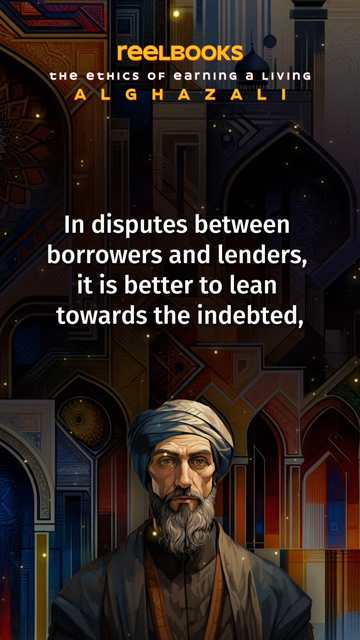 reelBOOKS
the ethics of earning a living
ALGHAZALI
In disputes between
borrowers and lenders,
it is better to lean
towards the indebted,